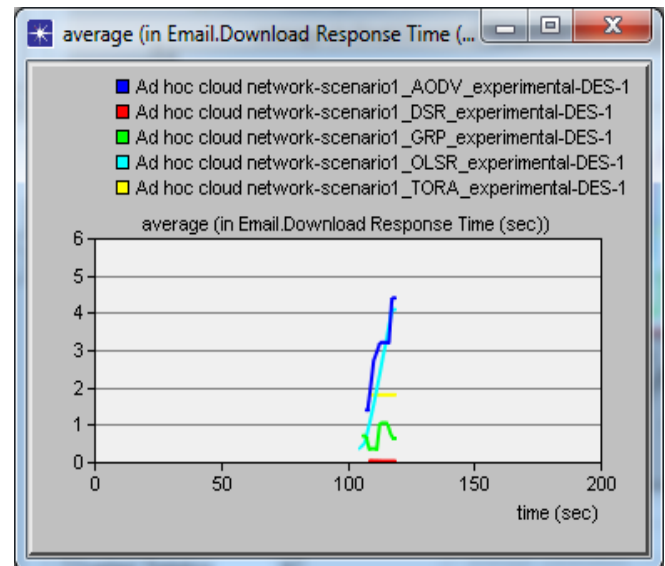 average (in Email.Download Response Time (...
Ad hoc cloud network-scenario1_AODV_experimental-DES-1
Ad hoc cloud network-scenario1_DSR_experimental-DES-1
Ad hoc cloud network-scenario1_GRP_experimental-DES-1
Ad hoc cloud network-scenario1_OLSR_experimental-DES-1
Ad hoc cloud network-scenario1_TORA_experimental-DES-1
average (in Email.Download Response Time (sec))
6
5
4
3
2
1
0
0 50 100 150 200
time (sec)